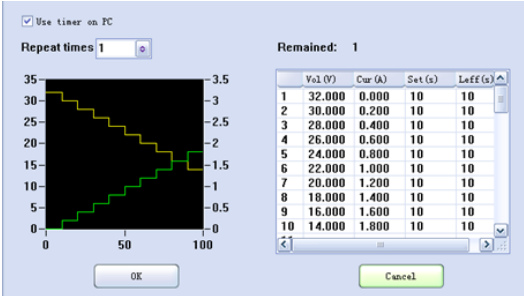 Use timer on PC
Repeat times 1
Remained: 1
35 3.5
30 3
25 2.5
20 2
15 1.5
10 1
5 0.5
0 0
0 50 100
Vol(V) Cur(A) Set(s) Leff(s)
1 32.000 0.000 10 10
2 30.000 0.200 10 10
3 28.000 0.400 10 10
4 26.000 0.600 10 10
5 24.000 0.800 10 10
6 22.000 1.000 10 10
7 20.000 1.200 10 10
8 18.000 1.400 10 10
9 16.000 1.600 10 10
10 14.000 1.800 10 10
OK
Cancel